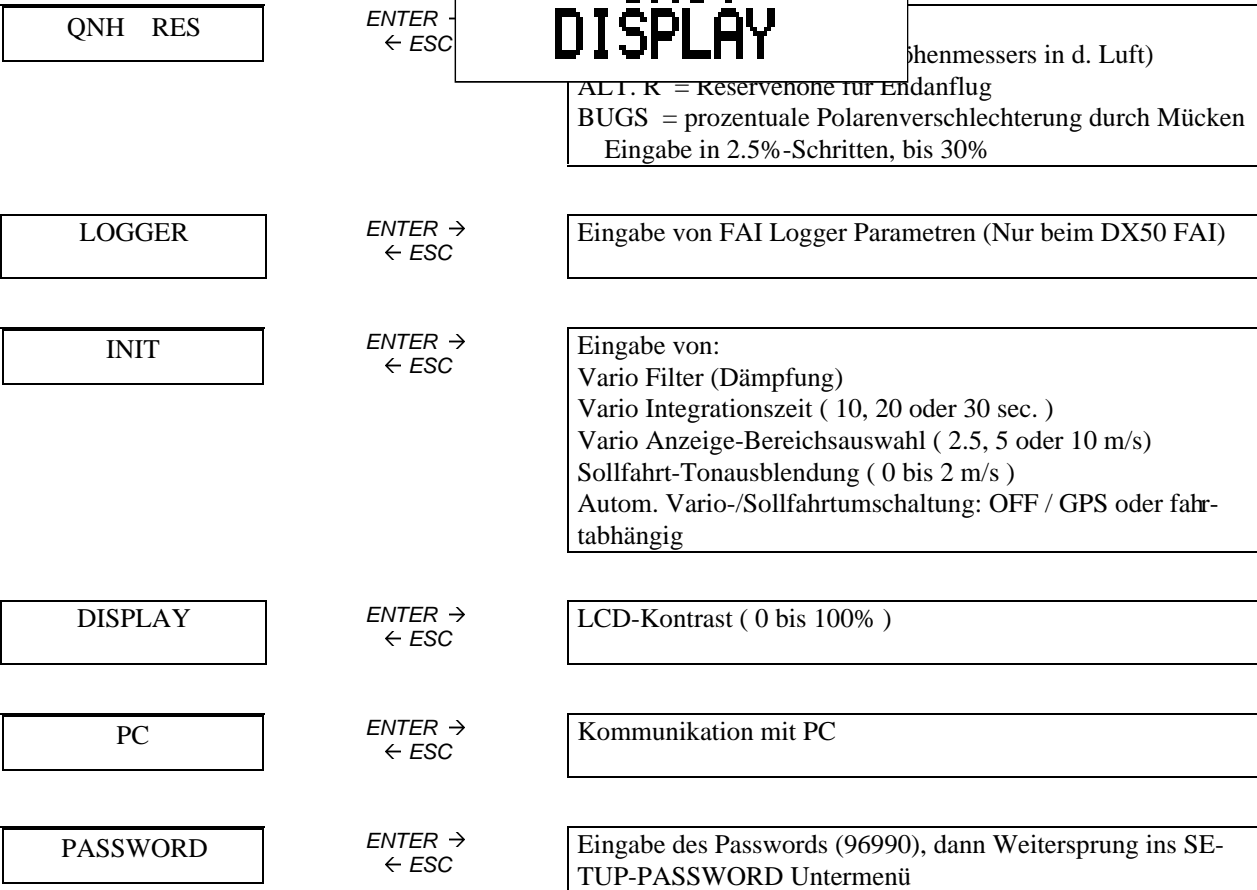 QNH RES
ENTER
← ESC
DISPLAY
öhenmessers in d. Luft)
ALT. R = Reservehöhe für Endanflug
BUGS = prozentuale Polarenverschlechterung durch Mücken
Eingabe in 2.5%-Schritten, bis 30%
LOGGER
ENTER →
← ESC
Eingabe von FAI Logger Parametren (Nur beim DX50 FAI)
INIT
ENTER →
← ESC
Eingabe von:
Vario Filter (Dämpfung)
Vario Integrationszeit ( 10, 20 oder 30 sec. )
Vario Anzeige-Bereichsauswahl ( 2.5, 5 oder 10 m/s)
Sollfahrt-Tonausblendung ( 0 bis 2 m/s )
Autom. Vario-/Sollfahrtumschaltung: OFF / GPS oder fahr-
tabhängig
DISPLAY
ENTER →
← ESC
LCD-Kontrast ( 0 bis 100% )
PC
ENTER →
← ESC
Kommunikation mit PC
PASSWORD
ENTER →
← ESC
Eingabe des Passwords (96990), dann Weitersprung ins SE-
TUP-PASSWORD Untermenü